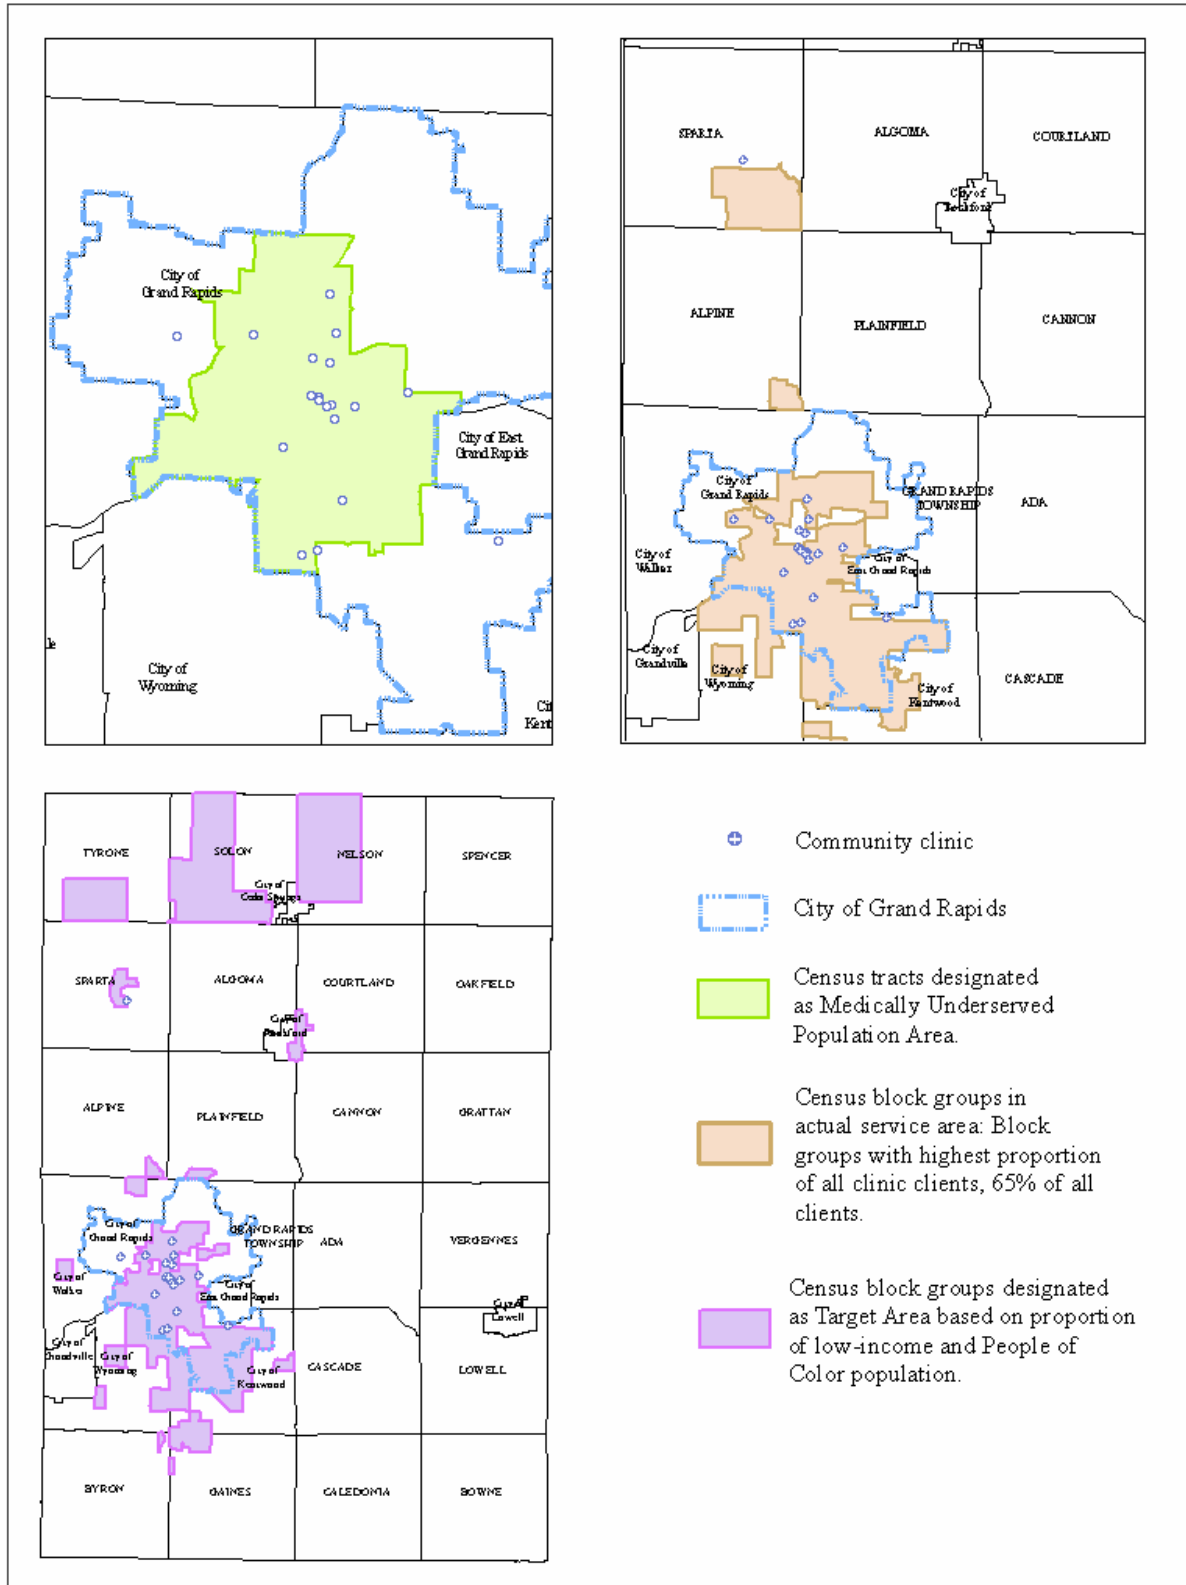 City of
Grand Rapids
City of East
Grand Rapids
City of
Wyoming
le
Cit
Kent
SPARTA
ALGOMA
COURTLAND
City of
Rockford
ALPINE
PLAINFIELD
CANNON
City of
Grand Rapids
GRAND RAPIDS
TOWNSHIP
ADA
City of
Walker
City of
East Grand Rapids
City of
Grandville
City of
Wyoming
City of
Kentwood
CASCADE
TYRONE
SOLON
NELSON
SPENCER
City of
Cedar Springs
SPARTA
ALGOMA
COURTLAND
OAKFIELD
City of
Rockford
ALPINE
PLAINFIELD
CANNON
GRATTAN
City of
Grand Rapids
GRAND RAPIDS
TOWNSHIP
ADA
VERGENNES
City of
Walker
City of
East Grand Rapids
City of
Lowell
City of
Grandville
City of
Wyoming
City of
Kentwood
CASCADE
LOWELL
BYRON
GAINES
CALEDONIA
BOWNE
Community clinic
City of Grand Rapids
Census tracts designated
as Medically Underserved
Population Area.
Census block groups in
actual service area: Block
groups with highest proportion
of all clinic clients, 65% of all
clients.
Census block groups designated
as Target Area based on proportion
of low-income and People of
Color population.